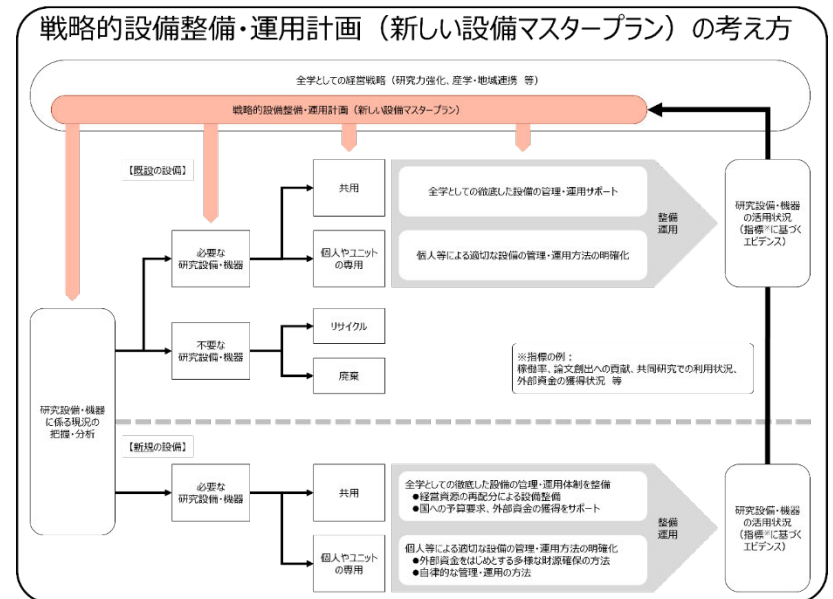 戦略的設備整備・運用計画（新しい設備マスタープラン）の考え方
全学としての経営戦略（研究力強化、産学・地域連携 等）
戦略的設備整備・運用計画（新しい設備マスタープラン）
【既設の設備】
共用
全学としての徹底した設備の管理・運用サポート
必要な
研究設備・機器
個人やユニット
の専用
個人等による適切な設備の管理・運用方法の明確化
整備
運用
研究設備・機器
の活用状況
（指標※に基づく
エビデンス）
不要な
研究設備・機器
リサイクル
廃棄
※指標の例：
稼働率、論文創出への貢献、共同研究での利用状況、
外部資金の獲得状況 等
研究設備・機器
に係る現況の
把握・分析
【新規の設備】
必要な
研究設備・機器
共用
全学としての徹底した設備の管理・運用体制を整備
●経営資源の再配分による設備整備
●国への予算要求、外部資金の獲得をサポート
個人やユニット
の専用
個人等による適切な設備の管理・運用方法の明確化
●外部資金をはじめとする多様な財源確保の方法
●自律的な管理・運用の方法
整備
運用
研究設備・機器
の活用状況
（指標※に基づく
エビデンス）